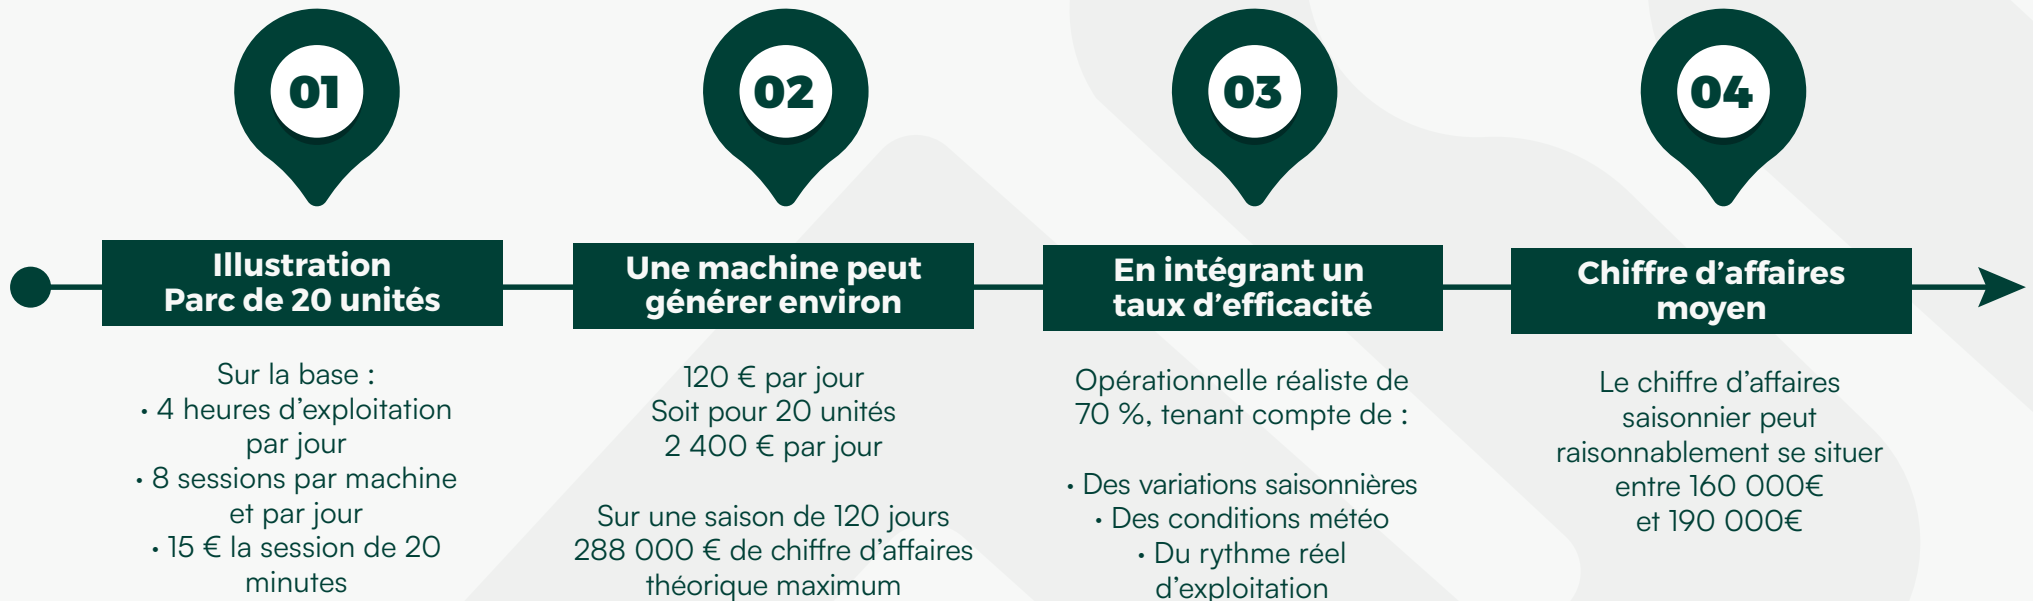 01
Illustration
Parc de 20 unités
Sur la base :
• 4 heures d’exploitation
par jour
• 8 sessions par machine
et par jour
• 15 € la session de 20
minutes
02
Une machine peut
générer environ
120 € par jour
Soit pour 20 unités
2 400 € par jour
Sur une saison de 120 jours
288 000 € de chiffre d’affaires
théorique maximum
03
En intégrant un
taux d’efficacité
Opérationnelle réaliste de
70 %, tenant compte de :
• Des variations saisonnières
• Des conditions météo
• Du rythme réel
d’exploitation
04
Chiffre d’affaires
moyen
Le chiffre d’affaires
saisonnier peut
raisonnablement se situer
entre 160 000€
et 190 000€